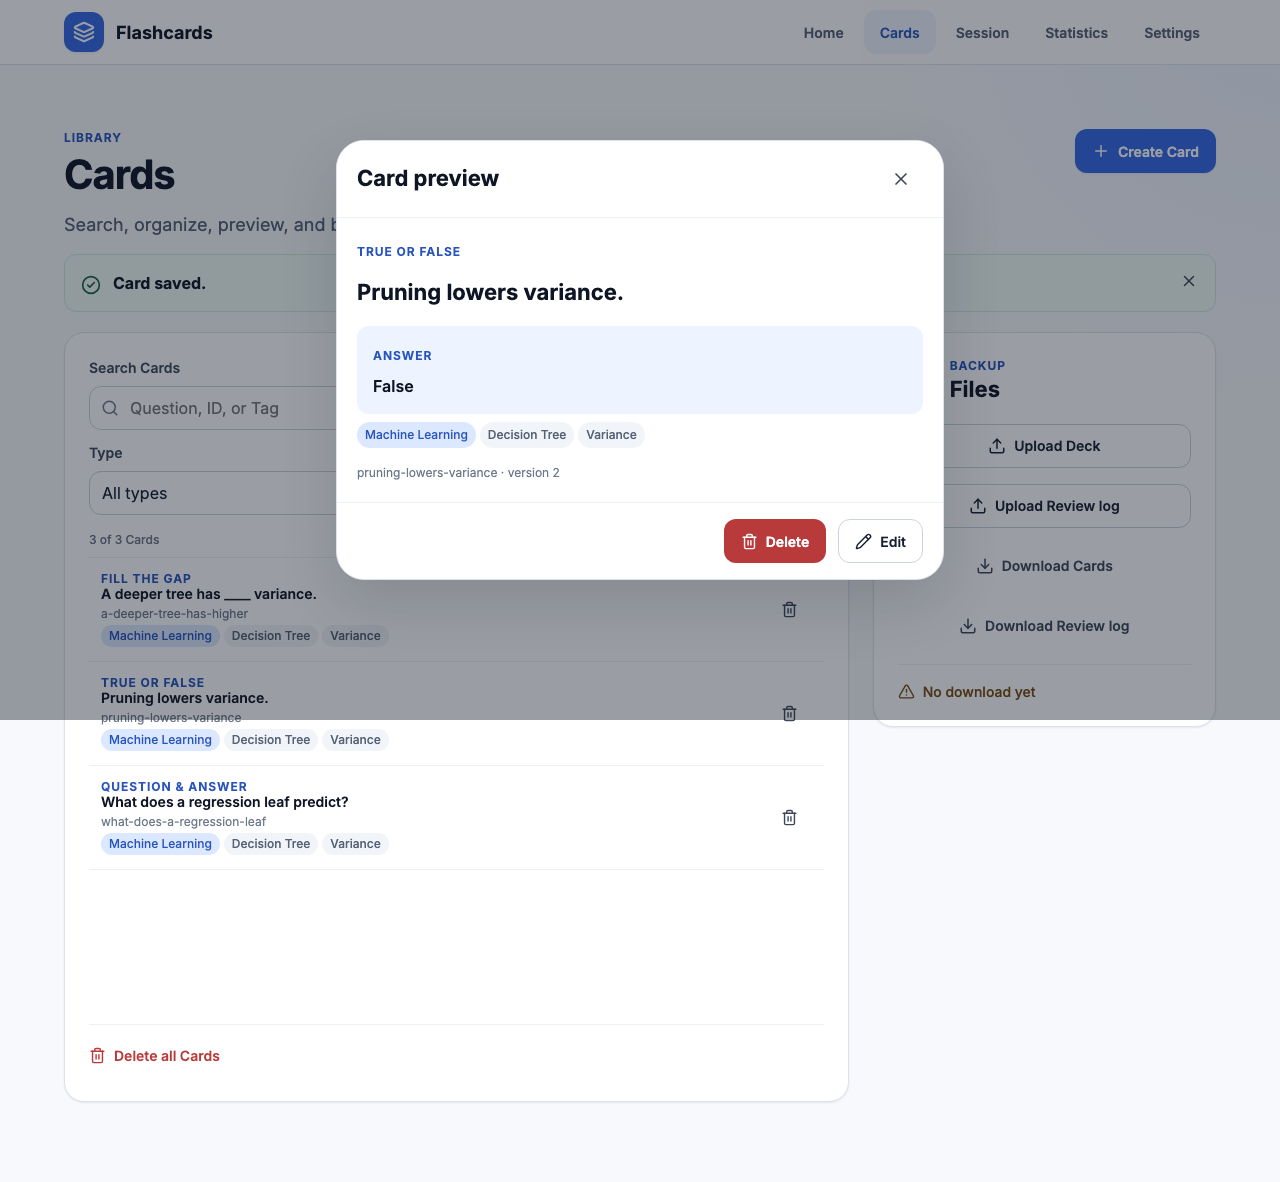 Flashcards
Home
Cards
Session
Statistics
Settings
LIBRARY
Cards
Search, organize, preview, and
Create Card
Card saved.
Search Cards
Question, ID, or Tag
Type
All types
3 of 3 Cards
FILL THE GAP
A deeper tree has ____ variance.
a-deeper-tree-has-higher
Machine Learning Decision Tree Variance
TRUE OR FALSE
Pruning lowers variance.
pruning-lowers-variance
Machine Learning Decision Tree Variance
QUESTION & ANSWER
What does a regression leaf predict?
what-does-a-regression-leaf
Machine Learning Decision Tree Variance
Delete all Cards
BACKUP
Files
Upload Deck
Upload Review log
Download Cards
Download Review log
No download yet
Card preview
TRUE OR FALSE
Pruning lowers variance.
ANSWER
False
Machine Learning Decision Tree Variance
pruning-lowers-variance · version 2
Delete
Edit